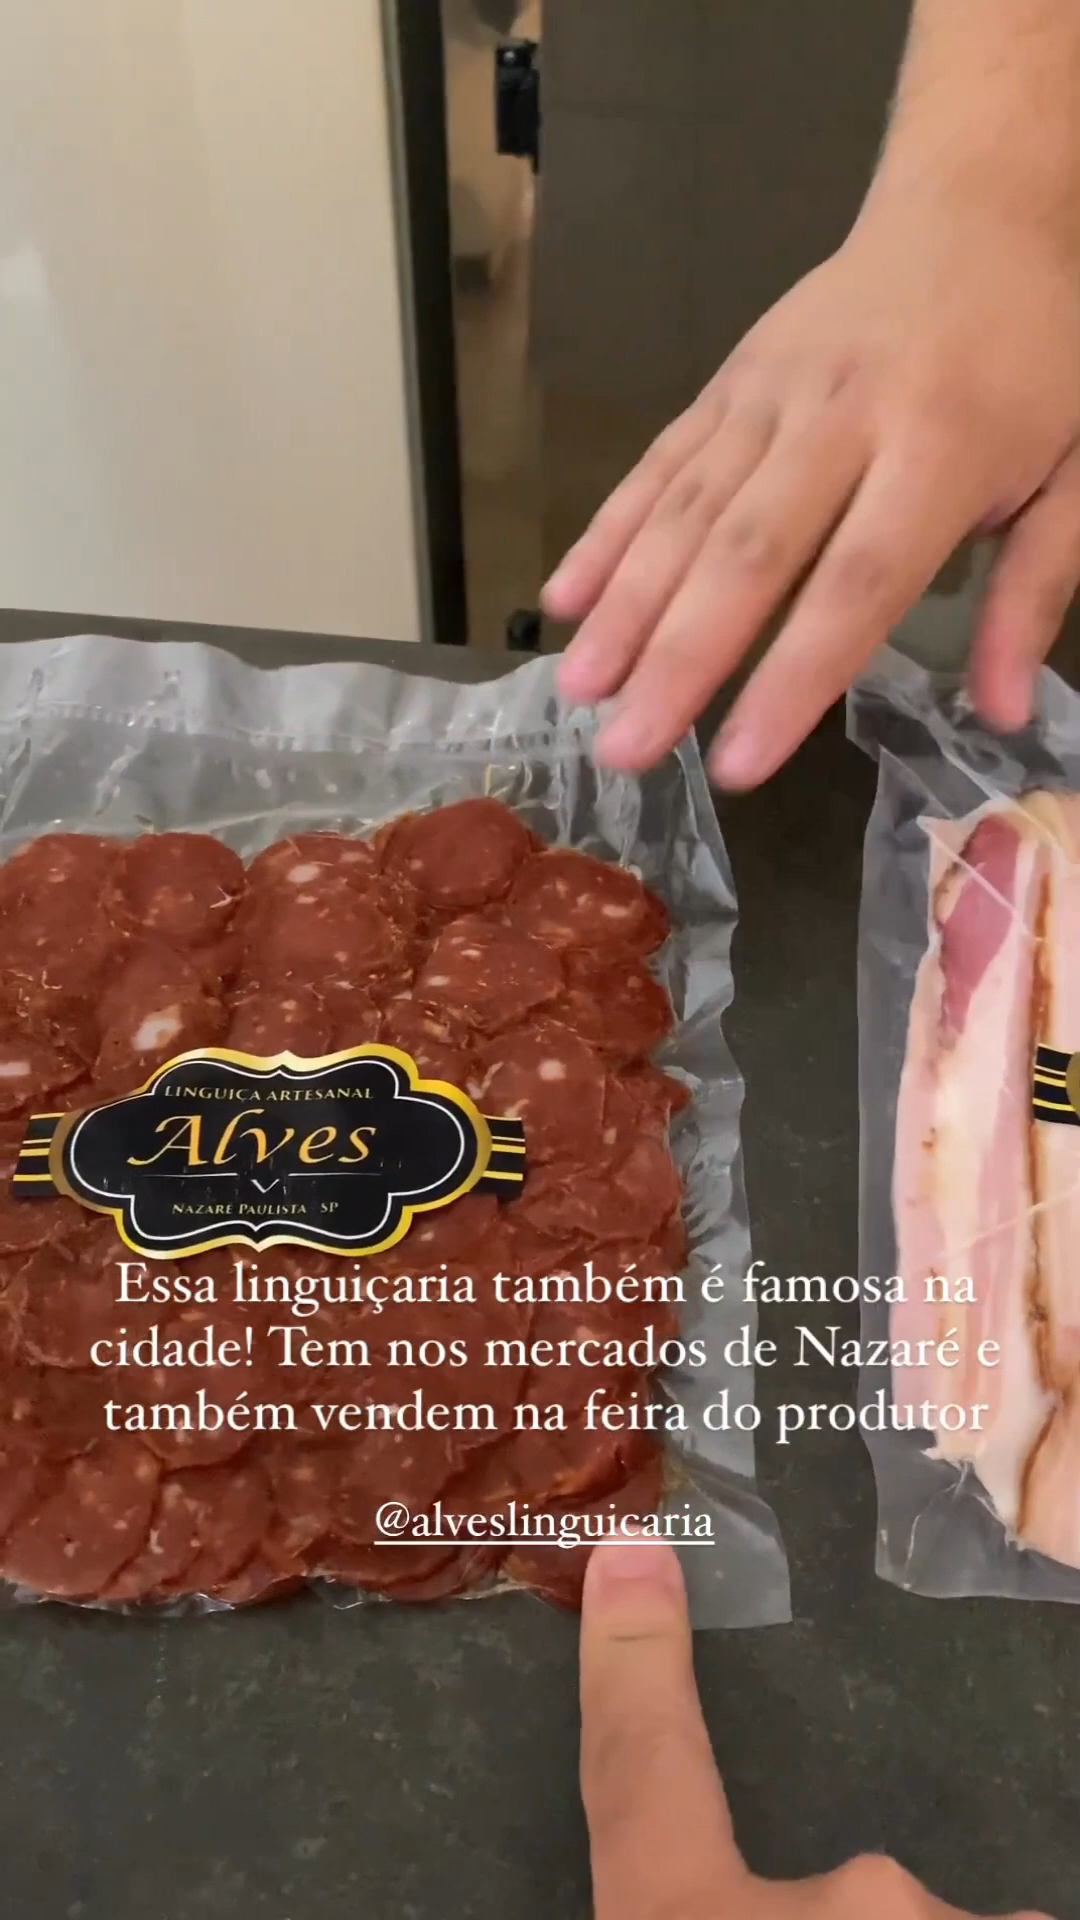 LINGUIÇA ARTESANAL
Alves
NAZARÉ PAULISTA SP
Essa linguiçaria também é famosa na
cidade! Tem nos mercados de Nazaré e
também vendem na feira do produtor
@alveslinguicaria